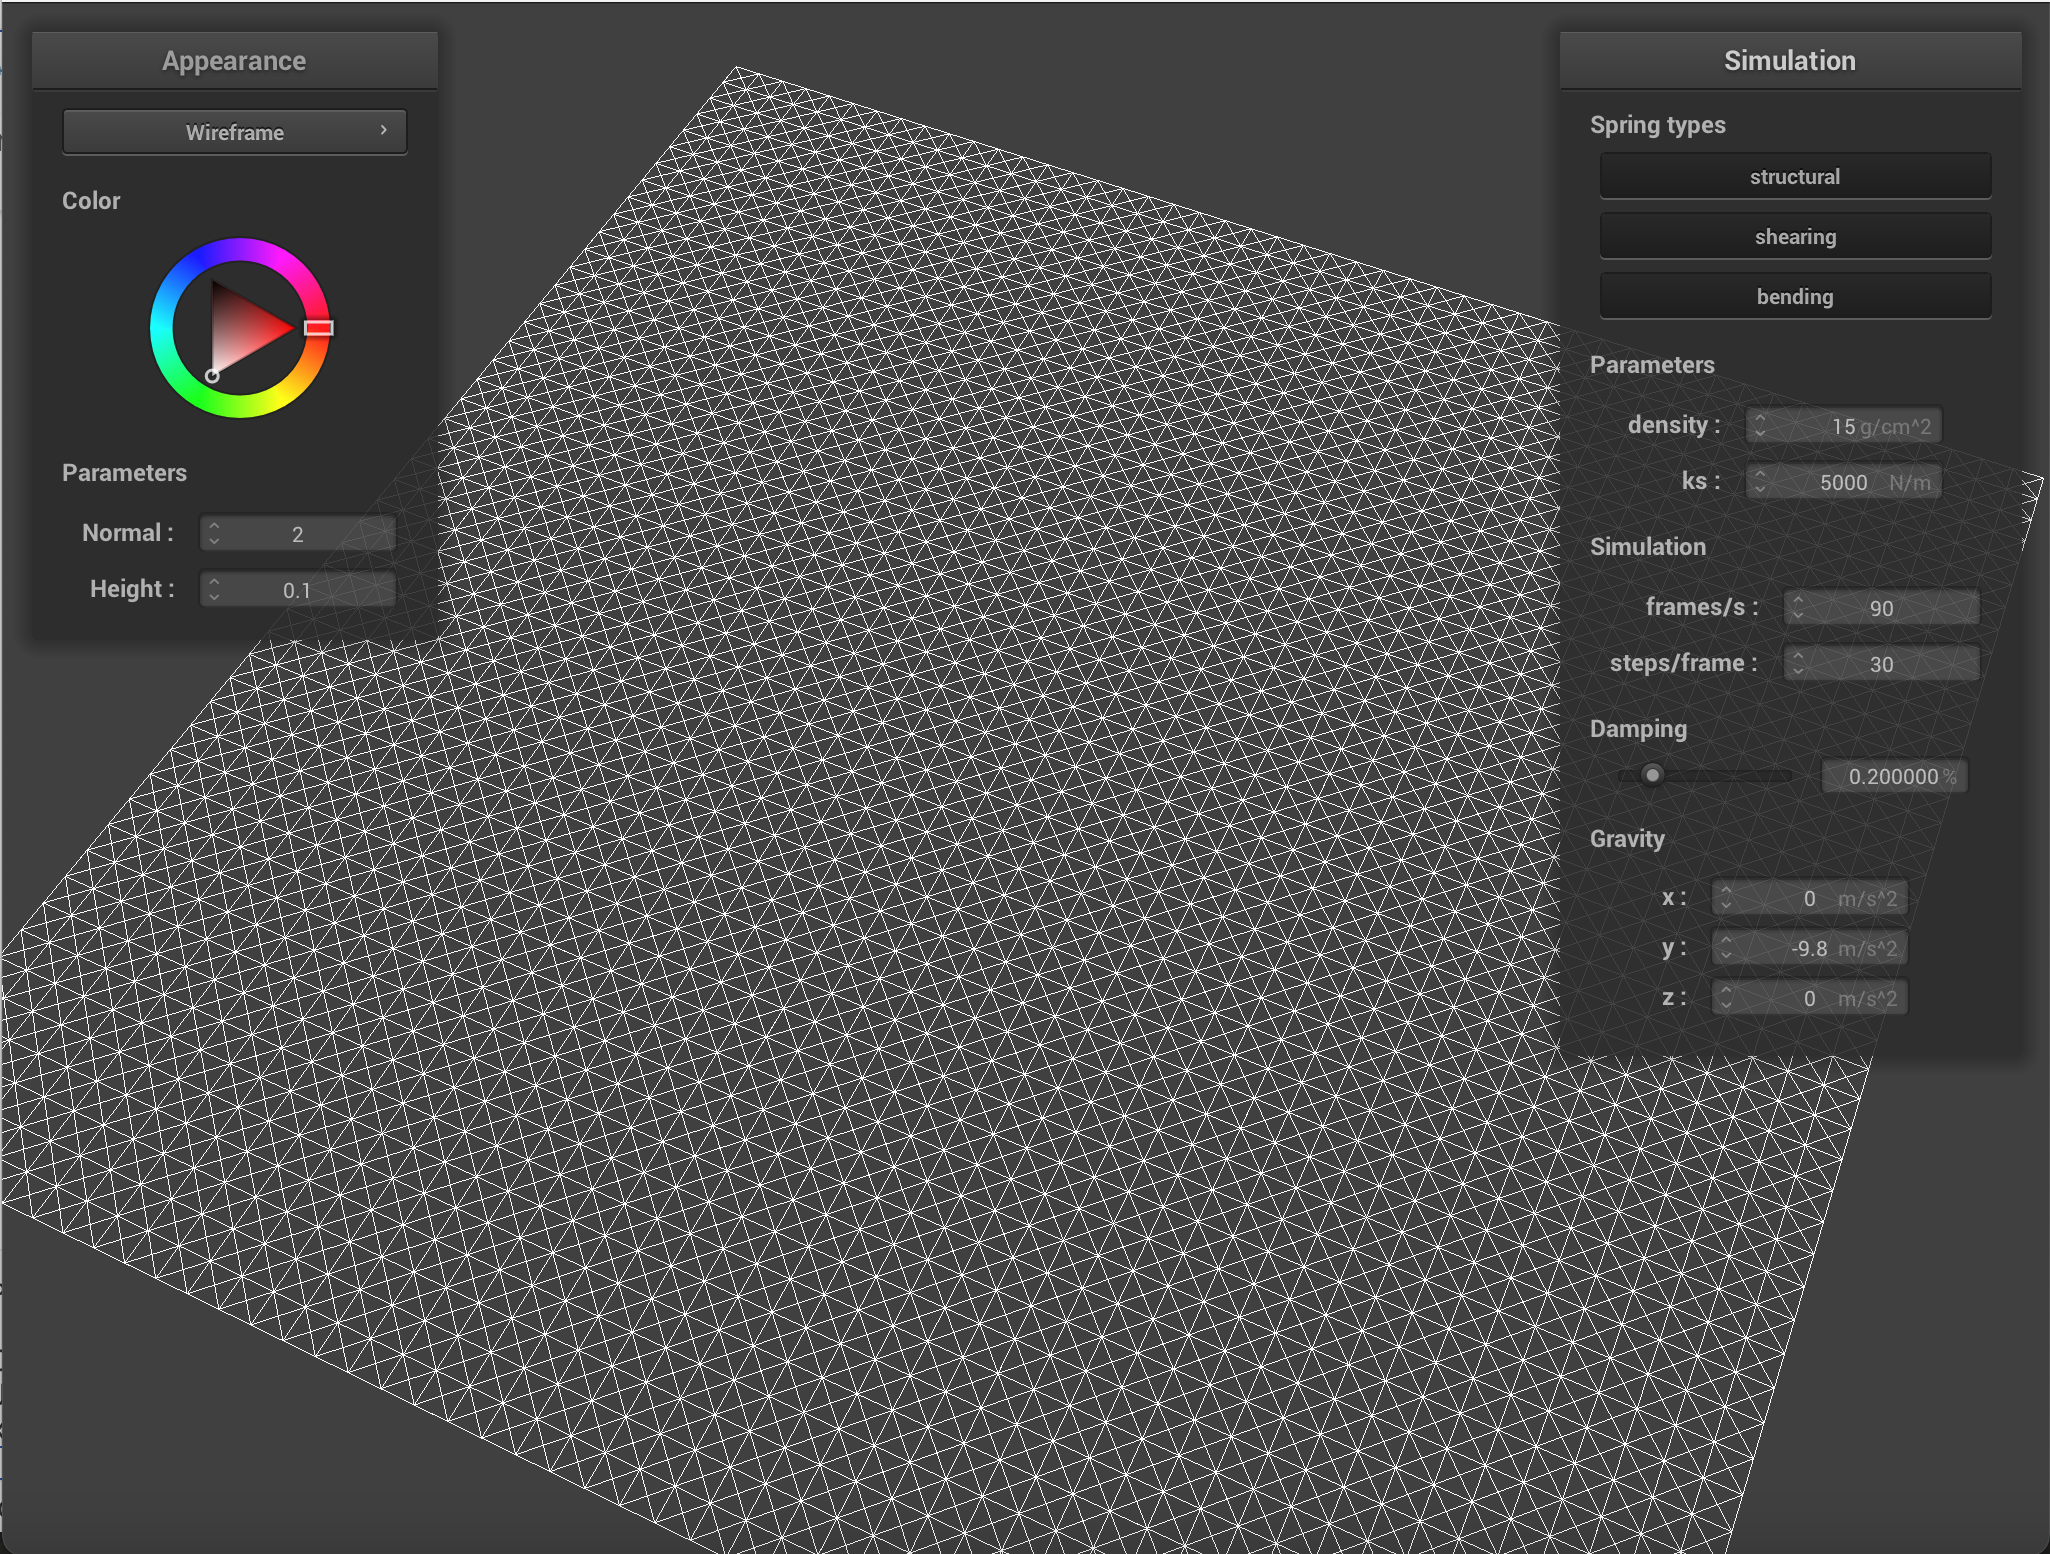 Appearance
Wireframe
Color
Parameters
Normal : 2
Height : 0.1
Simulation
Spring types
structural
shearing
bending
Parameters
density : 15 g/cm^2
ks : 5000 N/m
Simulation
frames/s : 90
steps/frame : 30
Damping
0.200000 %
Gravity
x : 0 m/s^2
y : -9.8 m/s^2
z : 0 m/s^2